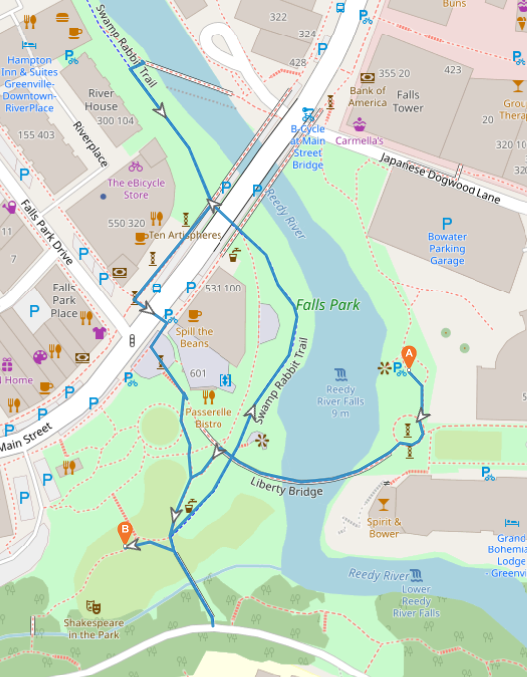 Swamp Rabbit Trail
322
324
428
Buns
Hampton
Inn & Suites
Greenville-
Downtown-
RiverPlace
River
House
300 104
155 403
Riverplace
355 20
423
Bank of
America
Falls
Tower
Grou
Thera
320
20
10
B-Cycle
at Main
Street
Bridge
Carmella's
Japanese Dogwood Lane
The eBicycle
Store
550 320
Ten Artispheres
Reedy River
Falls Park Drive
11
7
P
Bowater
Parking
Garage
Falls
Park
Place
531 100
Falls Park
Spill the
Beans
A
601
Swamp Rabbit Trail
Reedy
River Falls
9 m
l Home
Passerelle
Bistro
Main Street
Liberty Bridge
Spirit &
Bower
Grand
Bohemia
Lodge
- Greenvi
B
Reedy River
Lower
Reedy
River Falls
Shakespeare
in the Park